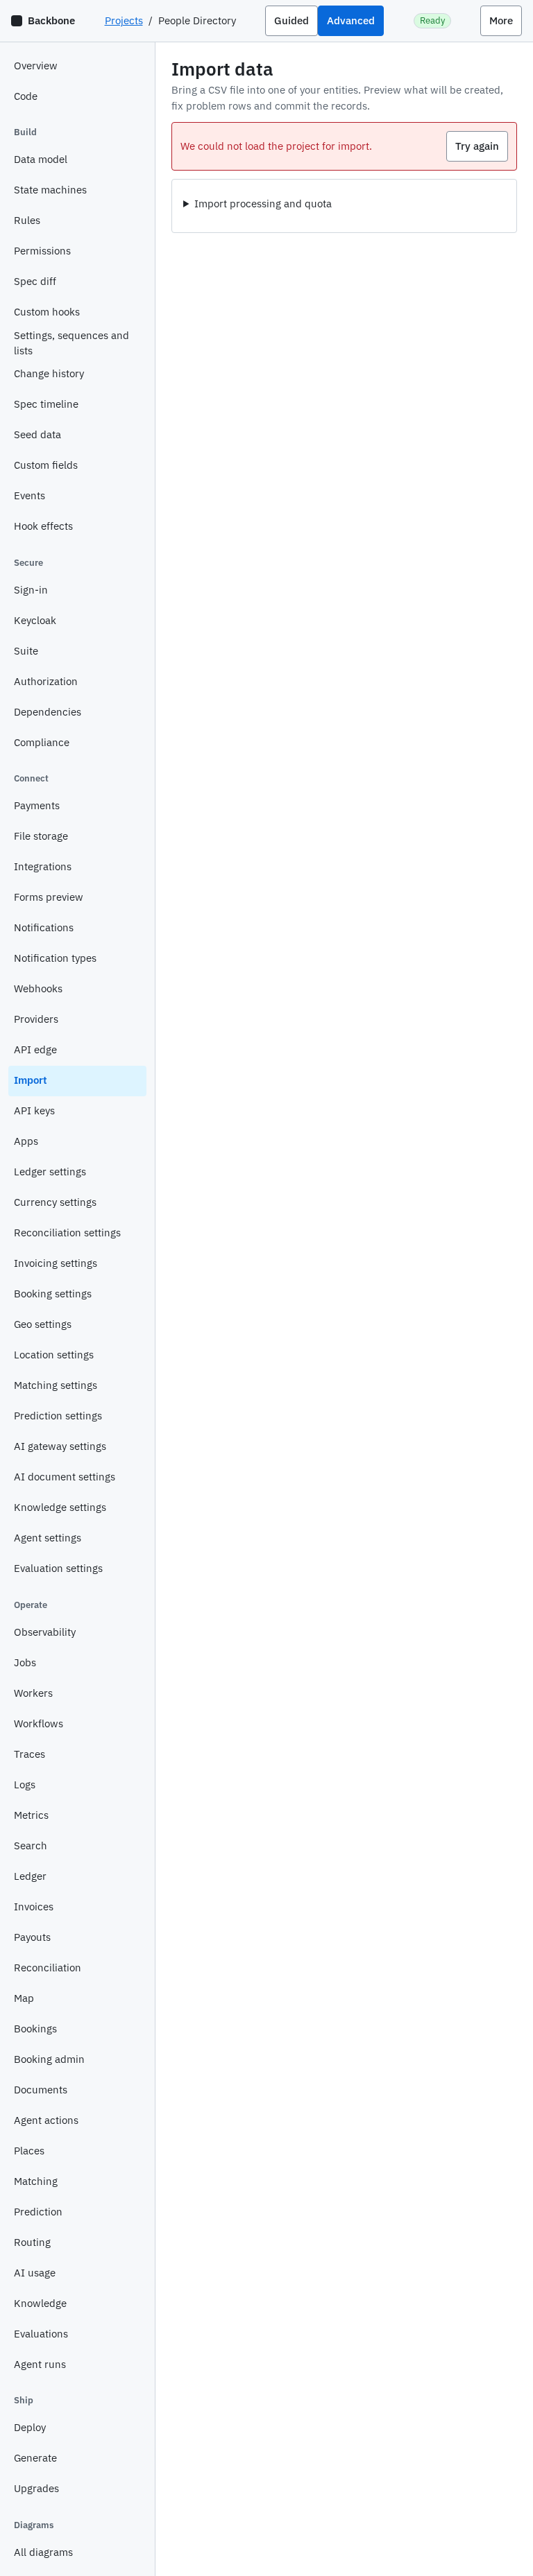 Backbone
Projects / People Directory
Guided
Advanced
Ready
More
Overview
Code
Build
Data model
State machines
Rules
Permissions
Spec diff
Custom hooks
Settings, sequences and
lists
Change history
Spec timeline
Seed data
Custom fields
Events
Hook effects
Secure
Sign-in
Keycloak
Suite
Authorization
Dependencies
Compliance
Connect
Payments
File storage
Integrations
Forms preview
Notifications
Notification types
Webhooks
Providers
API edge
Import
API keys
Apps
Ledger settings
Currency settings
Reconciliation settings
Invoicing settings
Booking settings
Geo settings
Location settings
Matching settings
Prediction settings
AI gateway settings
AI document settings
Knowledge settings
Agent settings
Evaluation settings
Operate
Observability
Jobs
Workers
Workflows
Traces
Logs
Metrics
Search
Ledger
Invoices
Payouts
Reconciliation
Map
Bookings
Booking admin
Documents
Agent actions
Places
Matching
Prediction
Routing
AI usage
Knowledge
Evaluations
Agent runs
Ship
Deploy
Generate
Upgrades
Diagrams
All diagrams
Import data
Bring a CSV file into one of your entities. Preview what will be created,
fix problem rows and commit the records.
We could not load the project for import.
Try again
Import processing and quota